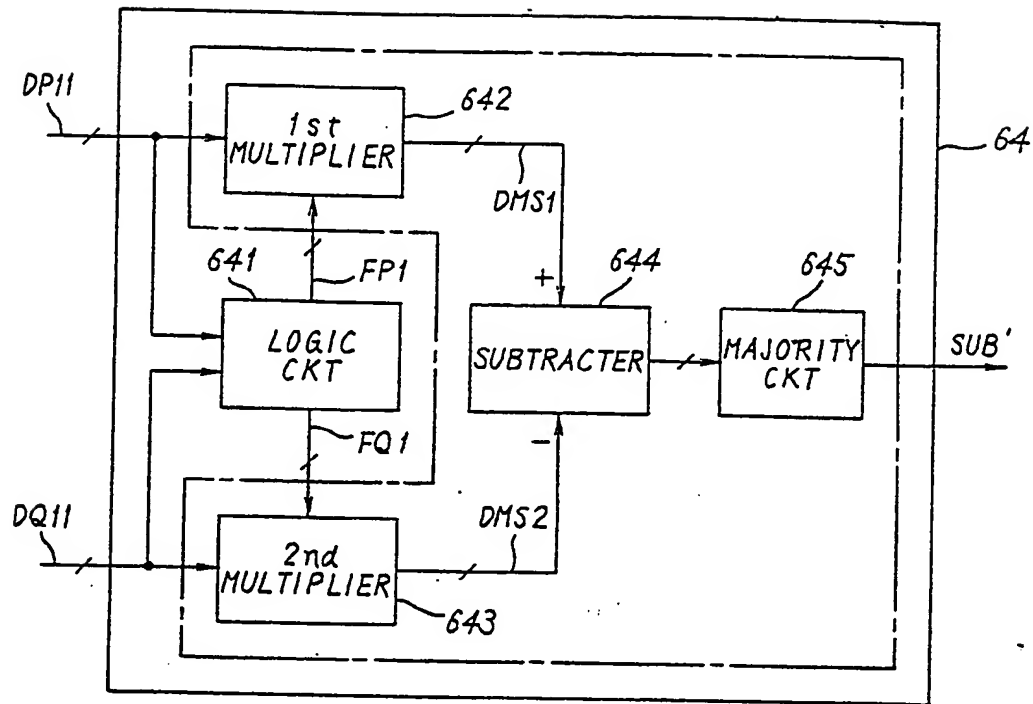 DP11
1st
MULTIPLIER
642
64
DMS1
641
FP1
LOGIC
CKT
+
644
645
SUBTRACTER
MAJORITY
CKT
SUB'
FQ1
-
DQ11
2nd
MULTIPLIER
643
DMS2